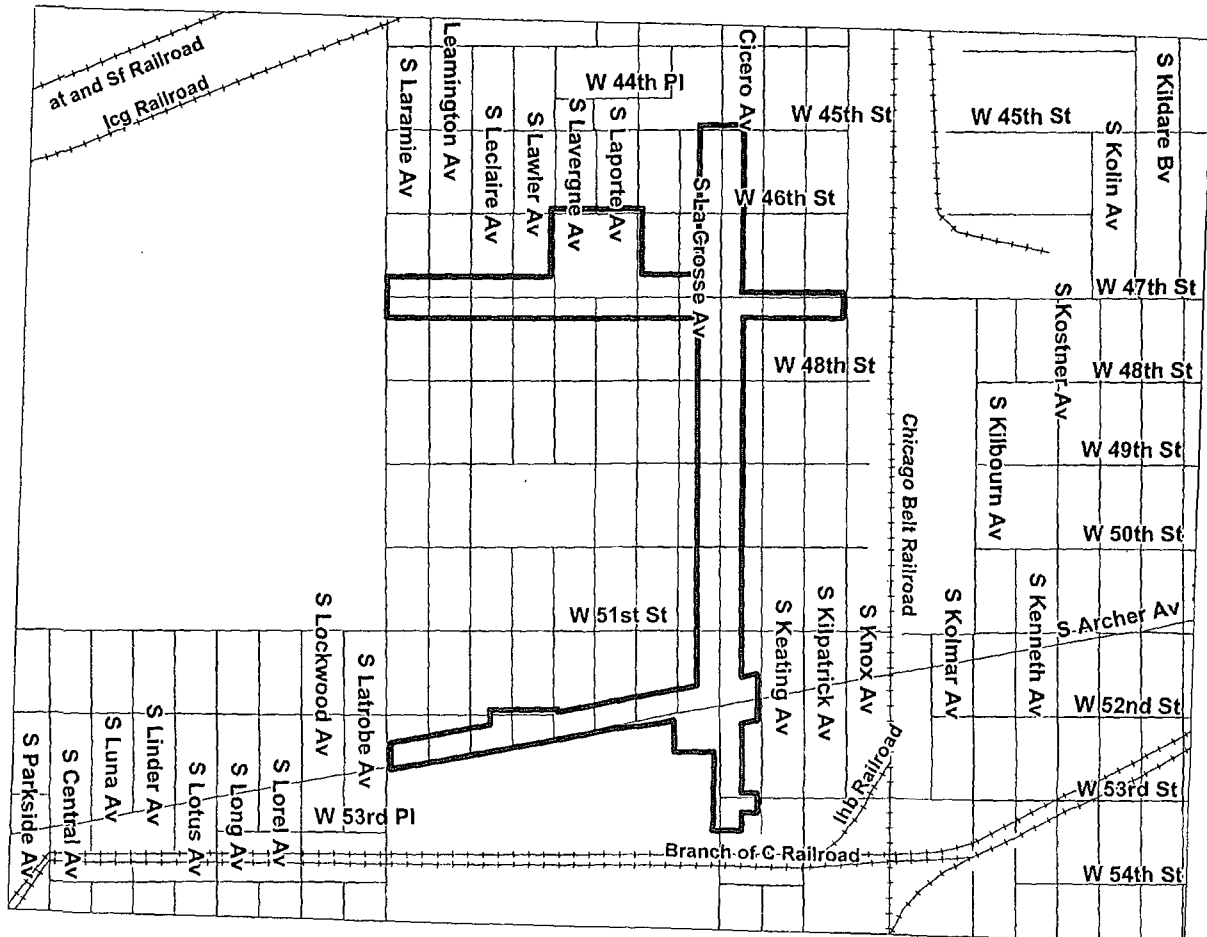 at and Sf Railroad
Icg Railroad
S Laramie Av
Leamington Av
S Leclaire Av
S Lawler Av
S Lavergne Av
S Laporte Av
W 44th Pl
Cicero Av
W 45th St
W 45th St
S Kolin Av
S Kildare Bv
S La Crosse Av
W 46th St
W 47th St
S Kostner Av
W 48th St
W 48th St
Chicago Belt Railroad
S Kilbourn Av
W 49th St
W 50th St
W 51st St
S Keating Av
S Kilpatrick Av
S Knox Av
S Kolmar Av
S Kenneth Av
S Archer Av
W 52nd St
S Lockwood Av
S Latrobe Av
S Parkside Av
S Central Av
S Luna Av
S Linder Av
S Lotus Av
S Long Av
S Lorel Av
W 53rd Pl
Ihb Railroad
W 53rd St
Branch of C Railroad
W 54th St